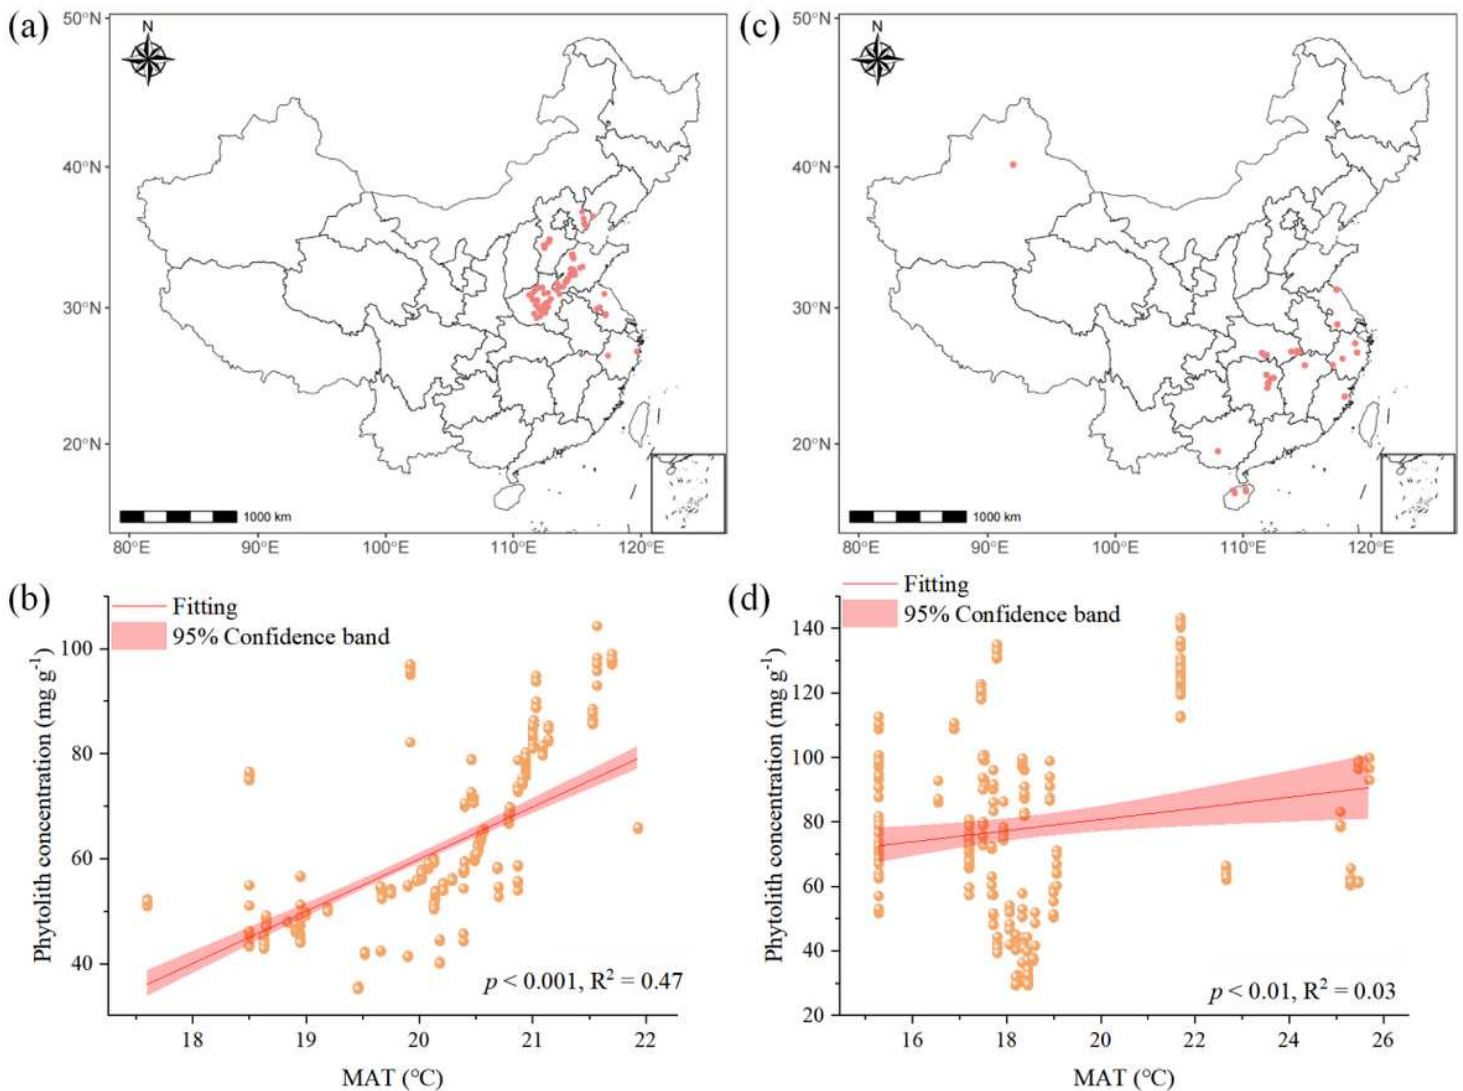 (a)
N
50°N
40°N
30°N
20°N
1000 km
80°E 90°E 100°E 110°E 120°E
(c)
N
50°N
40°N
30°N
20°N
1000 km
80°E 90°E 100°E 110°E 120°E
(b)
Fitting
95% Confidence band
Phytolith concentration (mg g⁻¹)
100
80
60
40
p < 0.001, R² = 0.47
18 19 20 21 22
MAT (℃)
(d)
Fitting
95% Confidence band
Phytolith concentration (mg g⁻¹)
140
120
100
80
60
40
20
p < 0.01, R² = 0.03
16 18 20 22 24 26
MAT (℃)